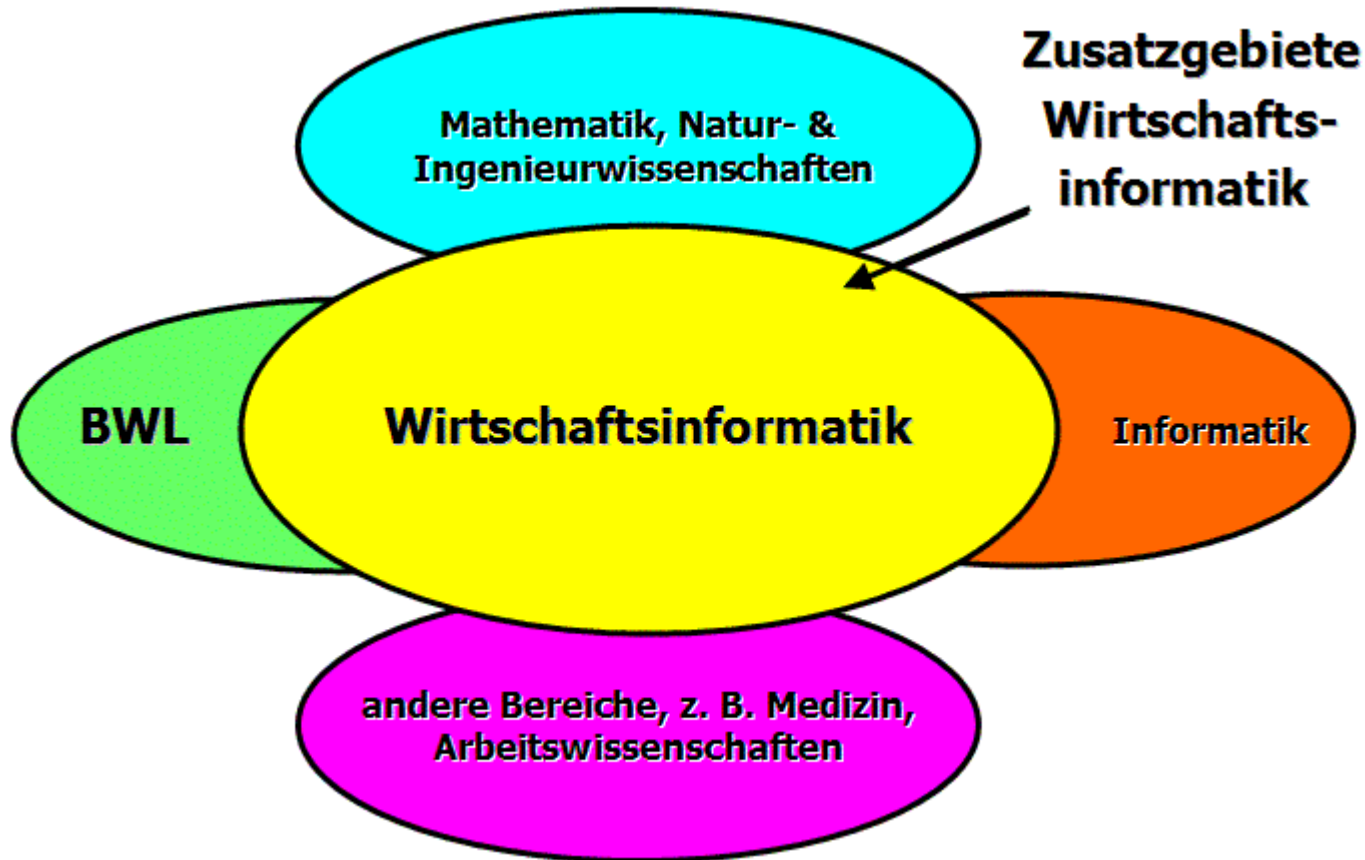 Zusatzgebiete
Wirtschafts-
informatik
Mathematik, Natur- &
Ingenieurwissenschaften
BWL
Wirtschaftsinformatik
Informatik
andere Bereiche, z. B. Medizin,
Arbeitswissenschaften